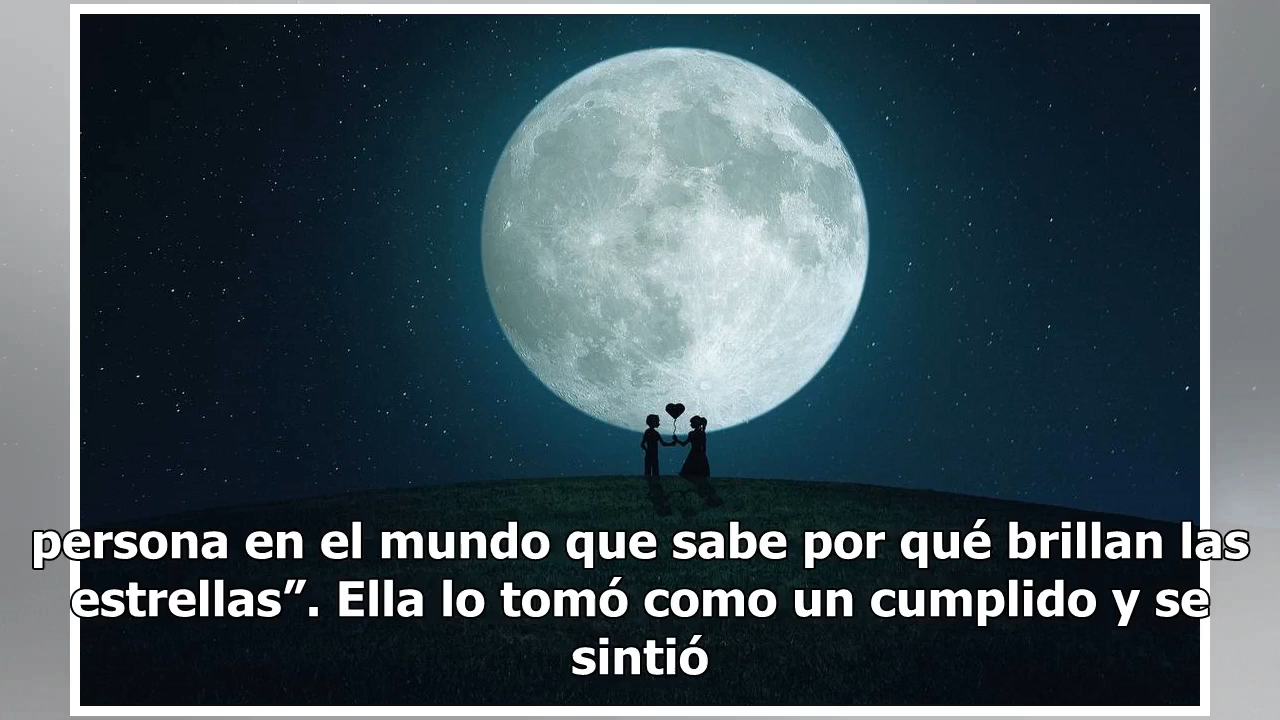 persona en el mundo que sabe por qué brillan las
estrellas”. Ella lo tomó como un cumplido y se
sintió